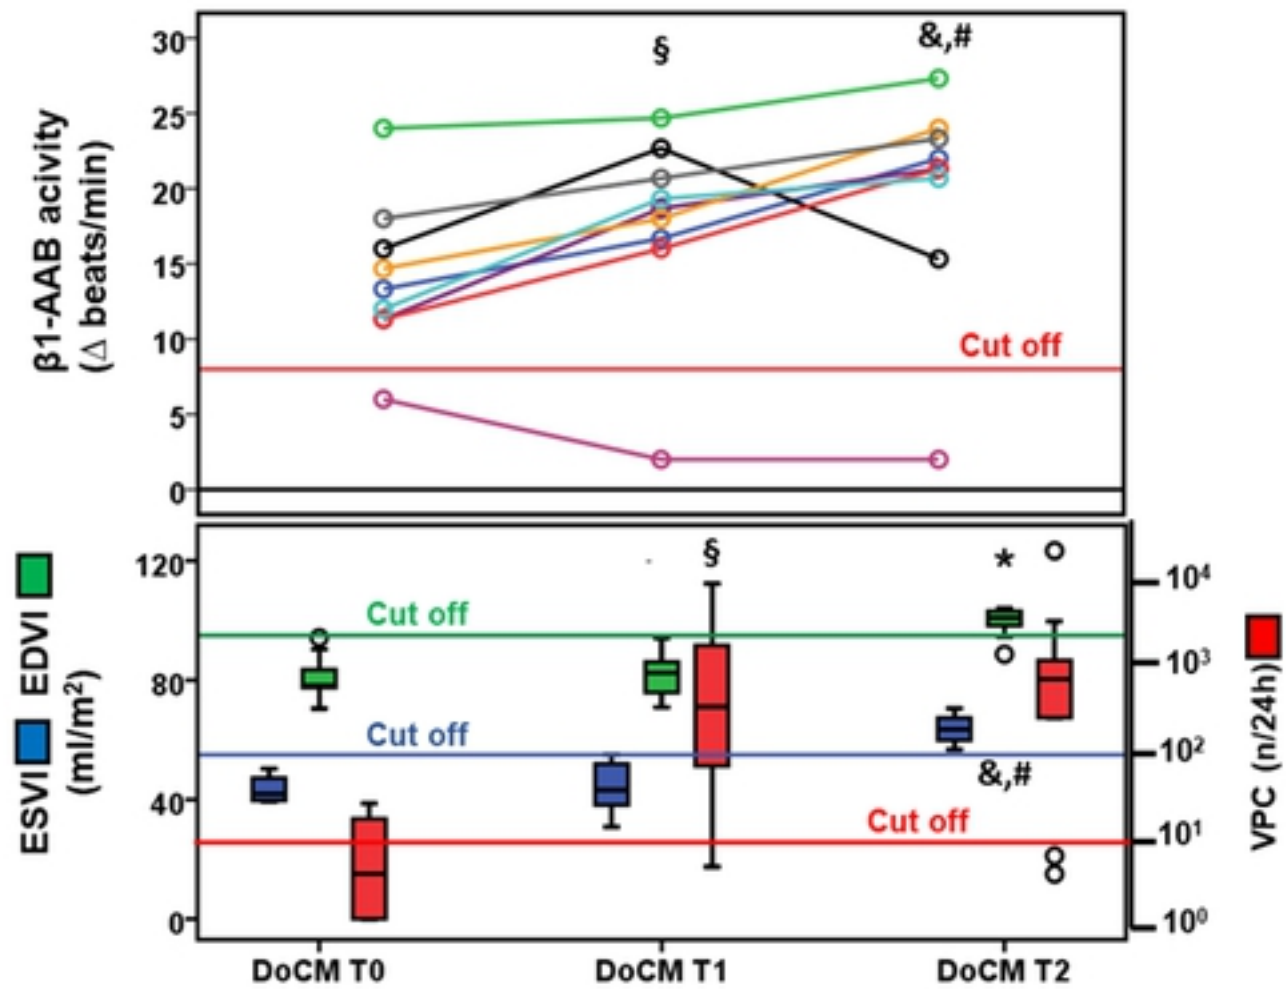 β1-AAB acivity
(Δ beats/min)
30
25
20
15
10
5
0
§
&,#
Cut off
ESVI EDVI
(ml/m²)
120
80
40
0
Cut off
Cut off
Cut off
§
*
&,#
10⁴
10³
10²
10¹
10⁰
VPC (n/24h)
DoCM T0
DoCM T1
DoCM T2